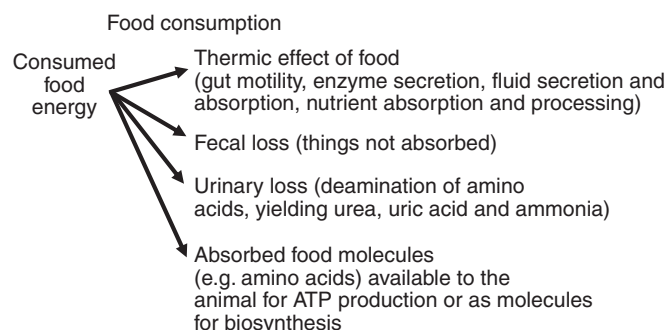 Food consumption
Consumed
food
energy
Thermic effect of food
(gut motility, enzyme secretion, fluid secretion and
absorption, nutrient absorption and processing)
Fecal loss (things not absorbed)
Urinary loss (deamination of amino
acids, yielding urea, uric acid and ammonia)
Absorbed food molecules
(e.g. amino acids) available to the
animal for ATP production or as molecules
for biosynthesis